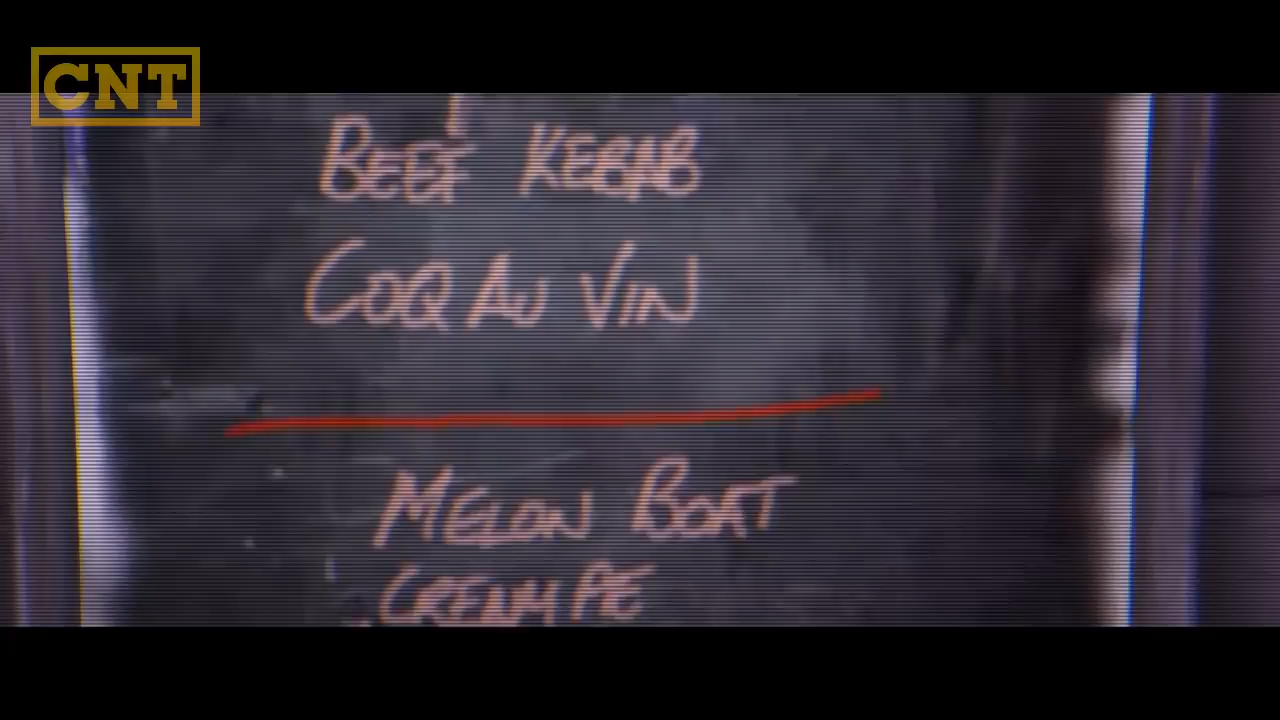 CNT
BEEF KEBAB
COQ AU VIN
MELON BOAT
CREAM PIE